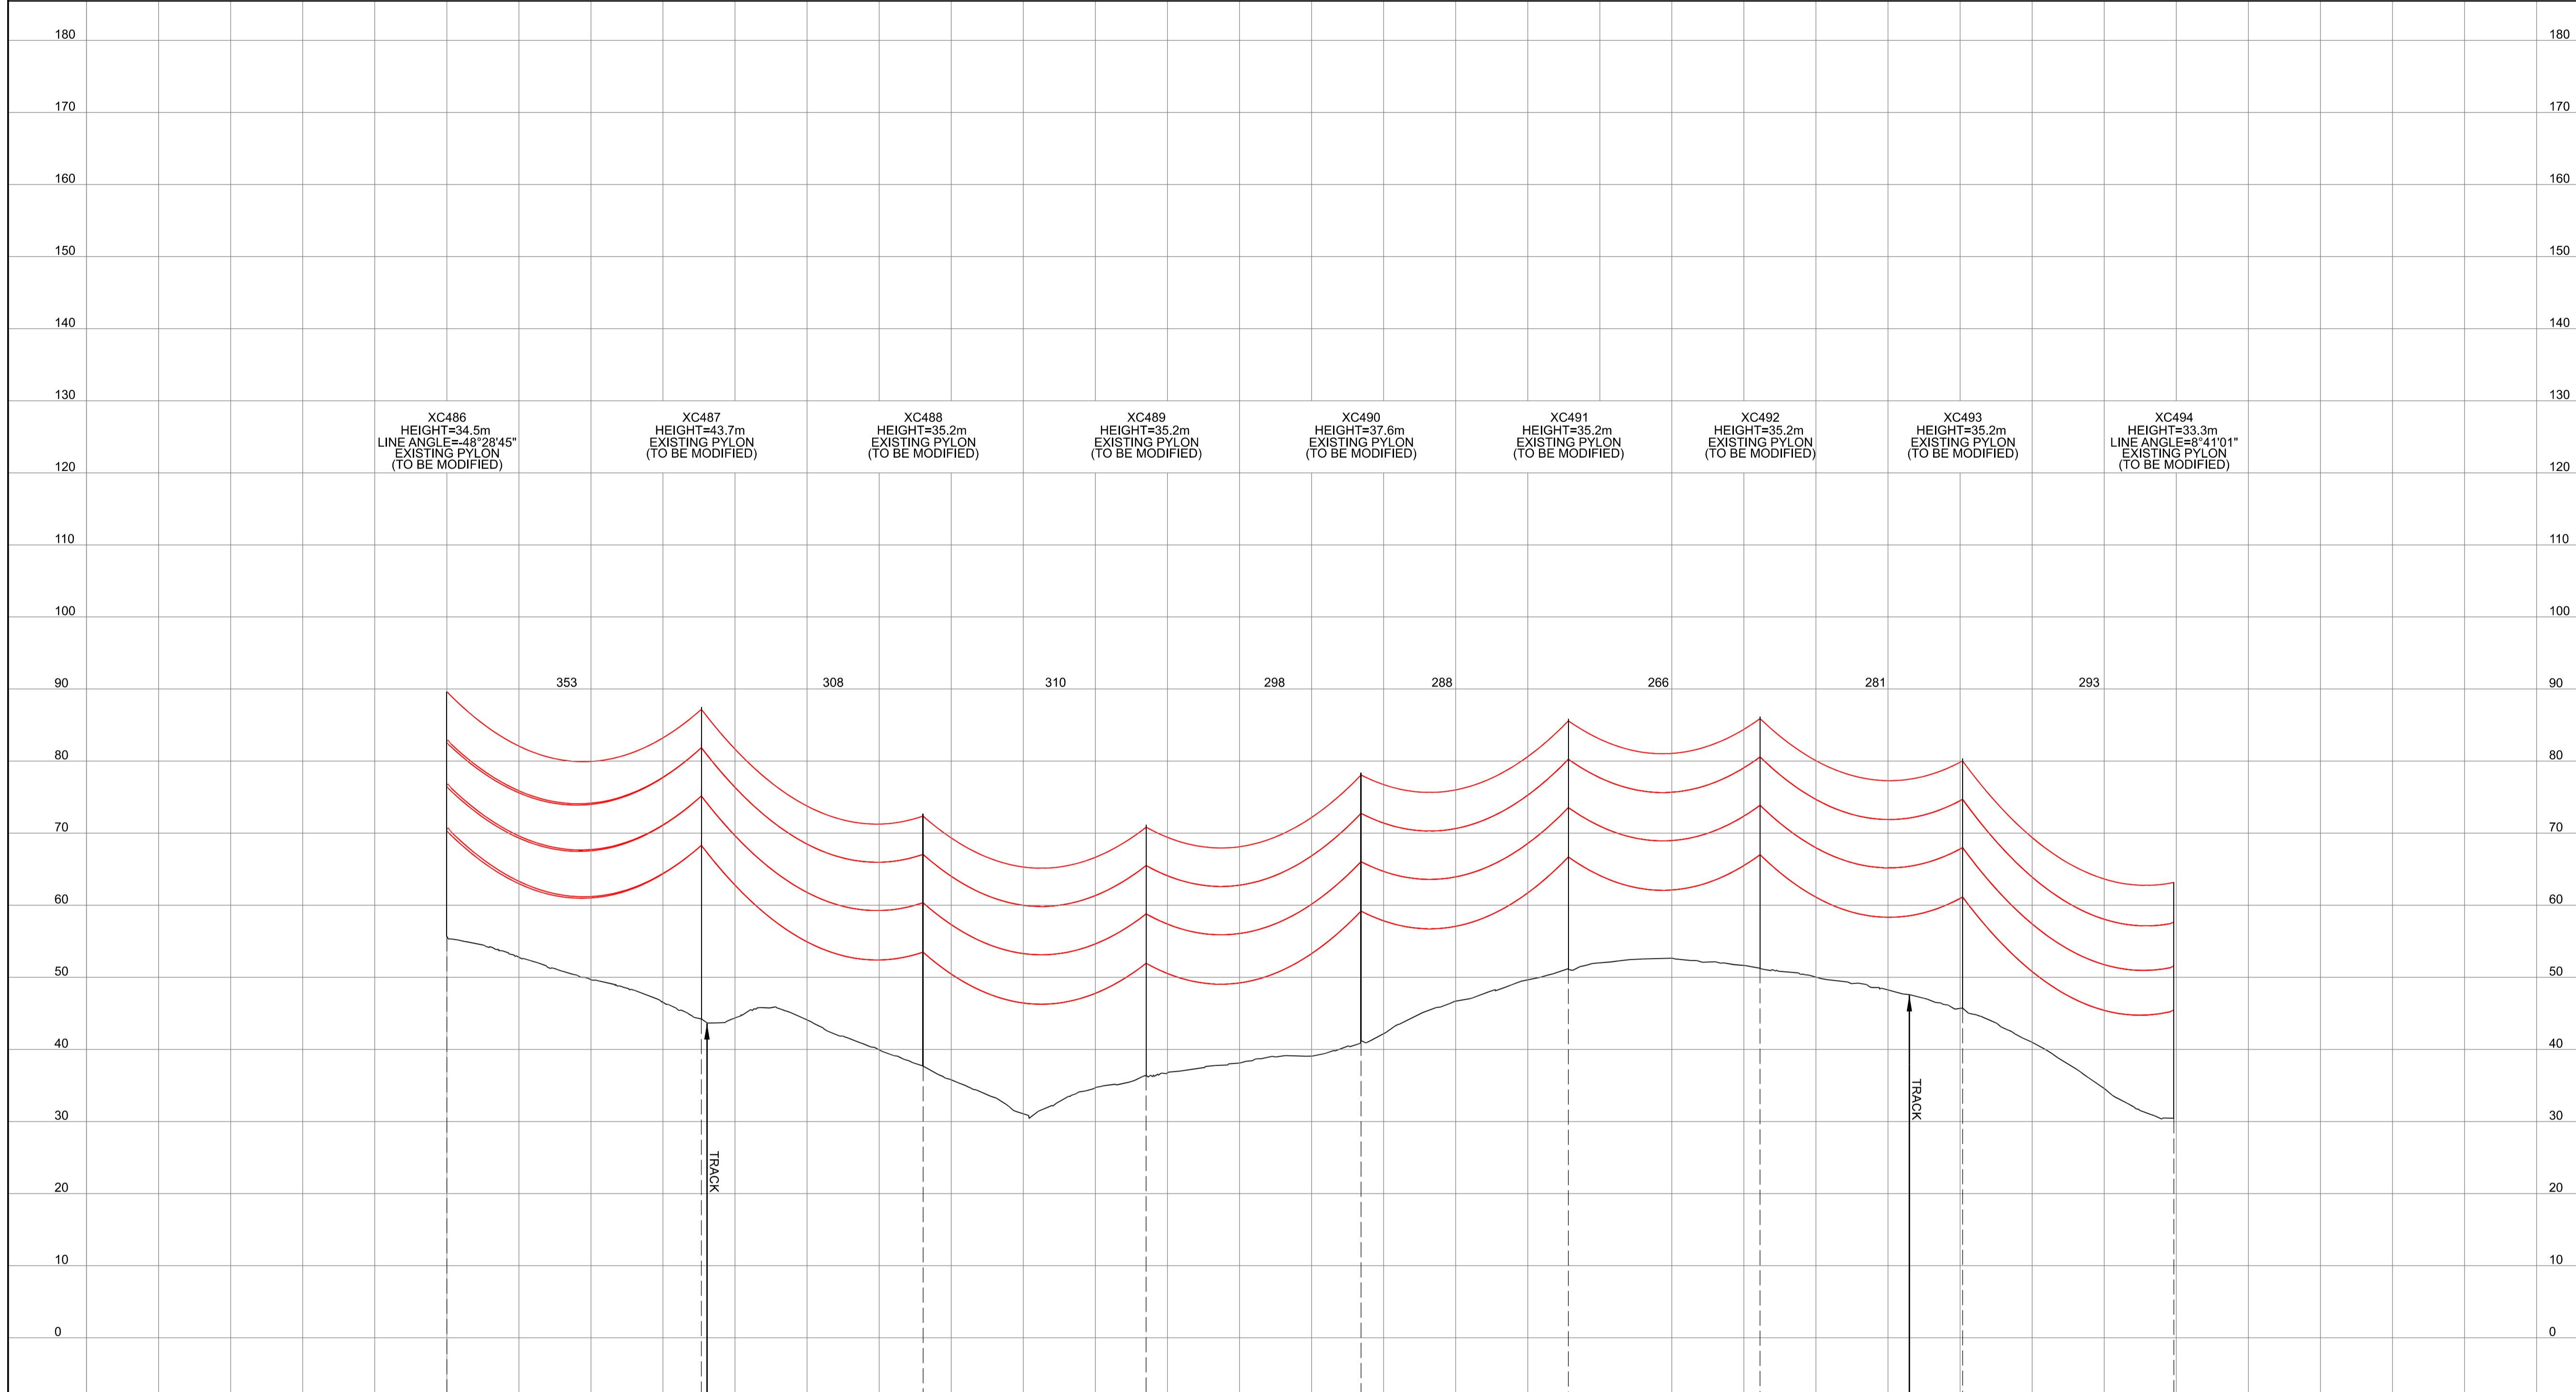 180 180
170 170
160 160
150 150
140 140
130 130
XC486
HEIGHT=34.5m
LINE ANGLE=-48°28'45"
EXISTING PYLON
(TO BE MODIFIED)
XC487
HEIGHT=43.7m
EXISTING PYLON
(TO BE MODIFIED)
XC488
HEIGHT=35.2m
EXISTING PYLON
(TO BE MODIFIED)
XC489
HEIGHT=35.2m
EXISTING PYLON
(TO BE MODIFIED)
XC490
HEIGHT=37.6m
EXISTING PYLON
(TO BE MODIFIED)
XC491
HEIGHT=35.2m
EXISTING PYLON
(TO BE MODIFIED)
XC492
HEIGHT=35.2m
EXISTING PYLON
(TO BE MODIFIED)
XC493
HEIGHT=35.2m
EXISTING PYLON
(TO BE MODIFIED)
XC494
HEIGHT=33.3m
LINE ANGLE=8°41'01"
EXISTING PYLON
(TO BE MODIFIED)
120 120
110 110
100 100
90 353 308 310 298 288 266 281 293 90
80 80
70 70
60 60
50 50
40 40
TRACK
30 30
TRACK
20 20
10 10
0 0